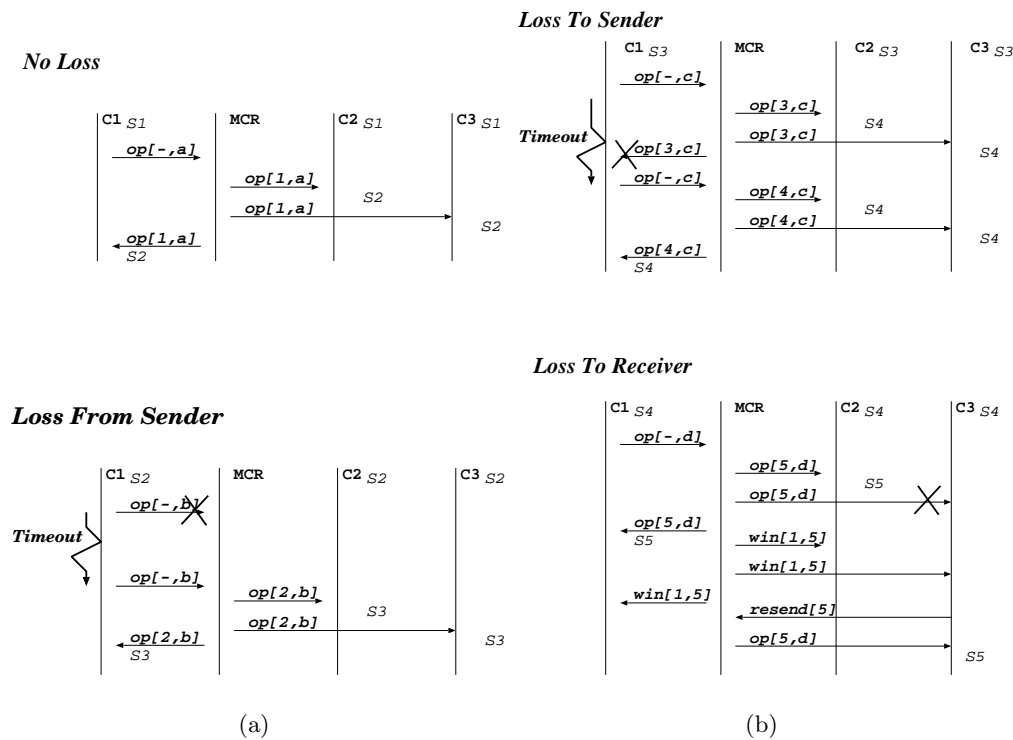 No Loss
C1 S1 MCR C2 S1 C3 S1
op[-,a]
op[1,a]
S2
op[1,a]
S2
op[1,a]
S2
Loss From Sender
C1 S2 MCR C2 S2 C3 S2
op[-,b]
Timeout
op[-,b]
op[2,b]
S3
op[2,b]
op[2,b]
S3
S3
(a)
Loss To Sender
C1 S3 MCR C2 S3 C3 S3
op[-,c]
op[3,c]
S4
Timeout
op[3,c]
op[3,c]
S4
op[-,c]
op[4,c]
S4
op[4,c]
S4
op[4,c]
S4
Loss To Receiver
C1 S4 MCR C2 S4 C3 S4
op[-,d]
op[5,d]
S5
op[5,d]
op[5,d]
S5
win[1,5]
win[1,5]
win[1,5]
resend[5]
op[5,d]
S5
(b)